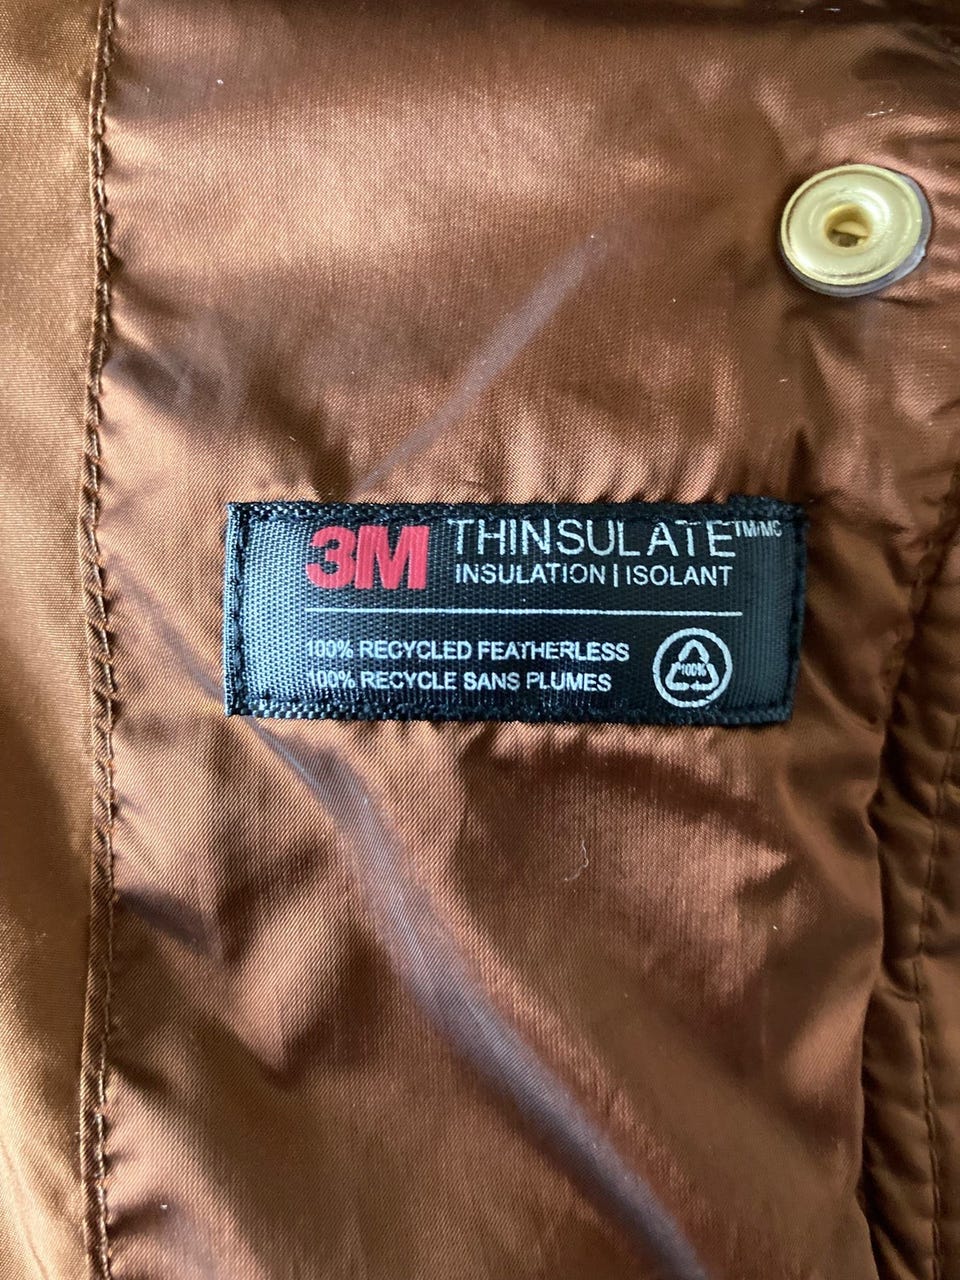 3M THINSULATE™/MC
INSULATION | ISOLANT
100% RECYCLED FEATHERLESS
100% RECYCLE SANS PLUMES
100%